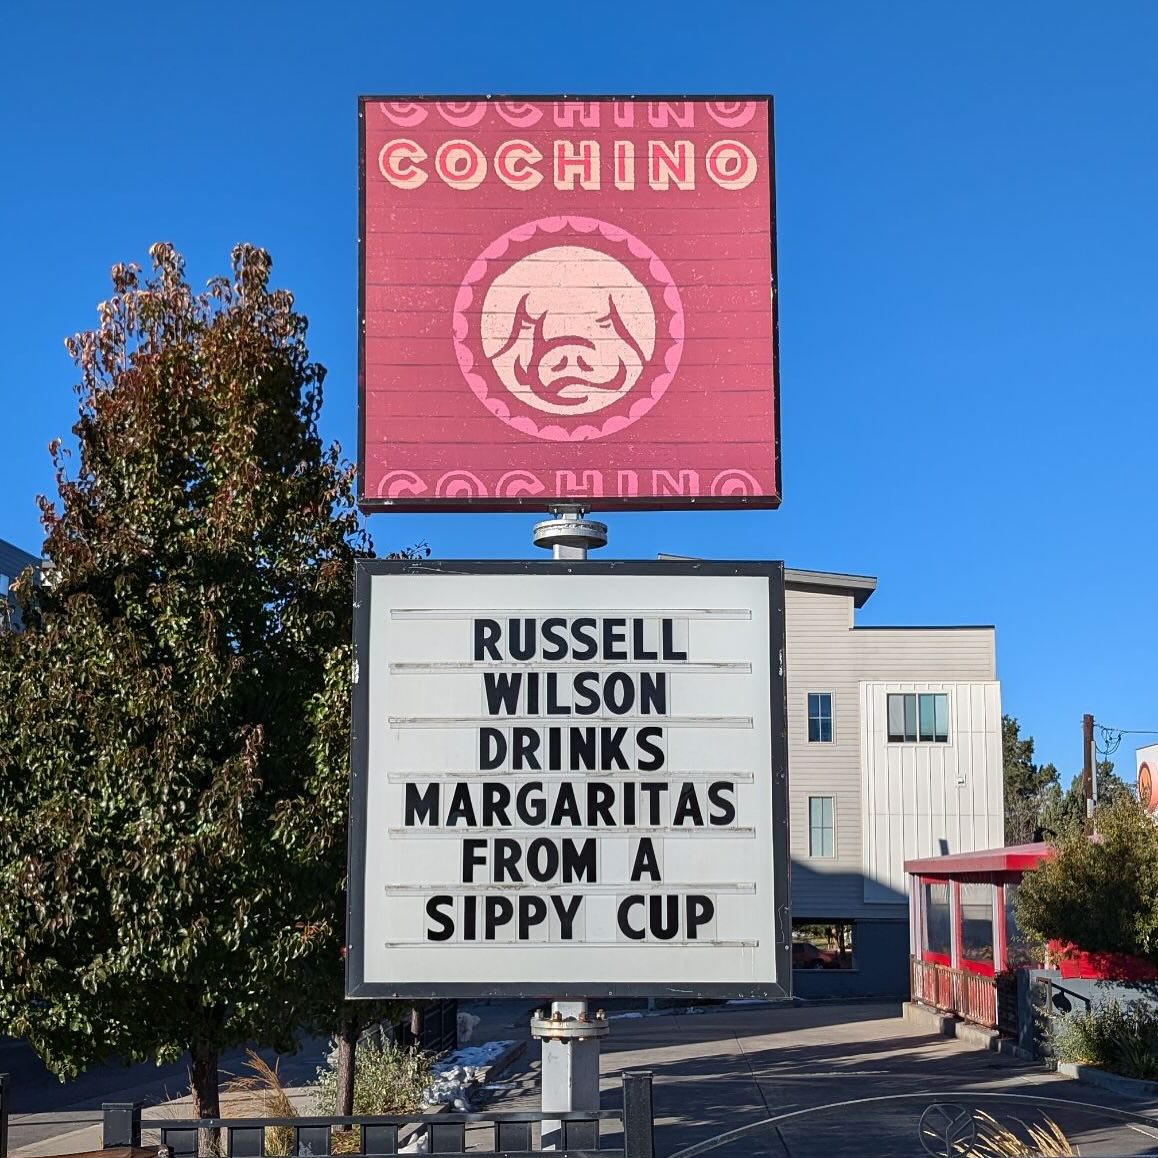 COCHINO
COCHINO
COCHINO
RUSSELL
WILSON
DRINKS
MARGARITAS
FROM A
SIPPY CUP